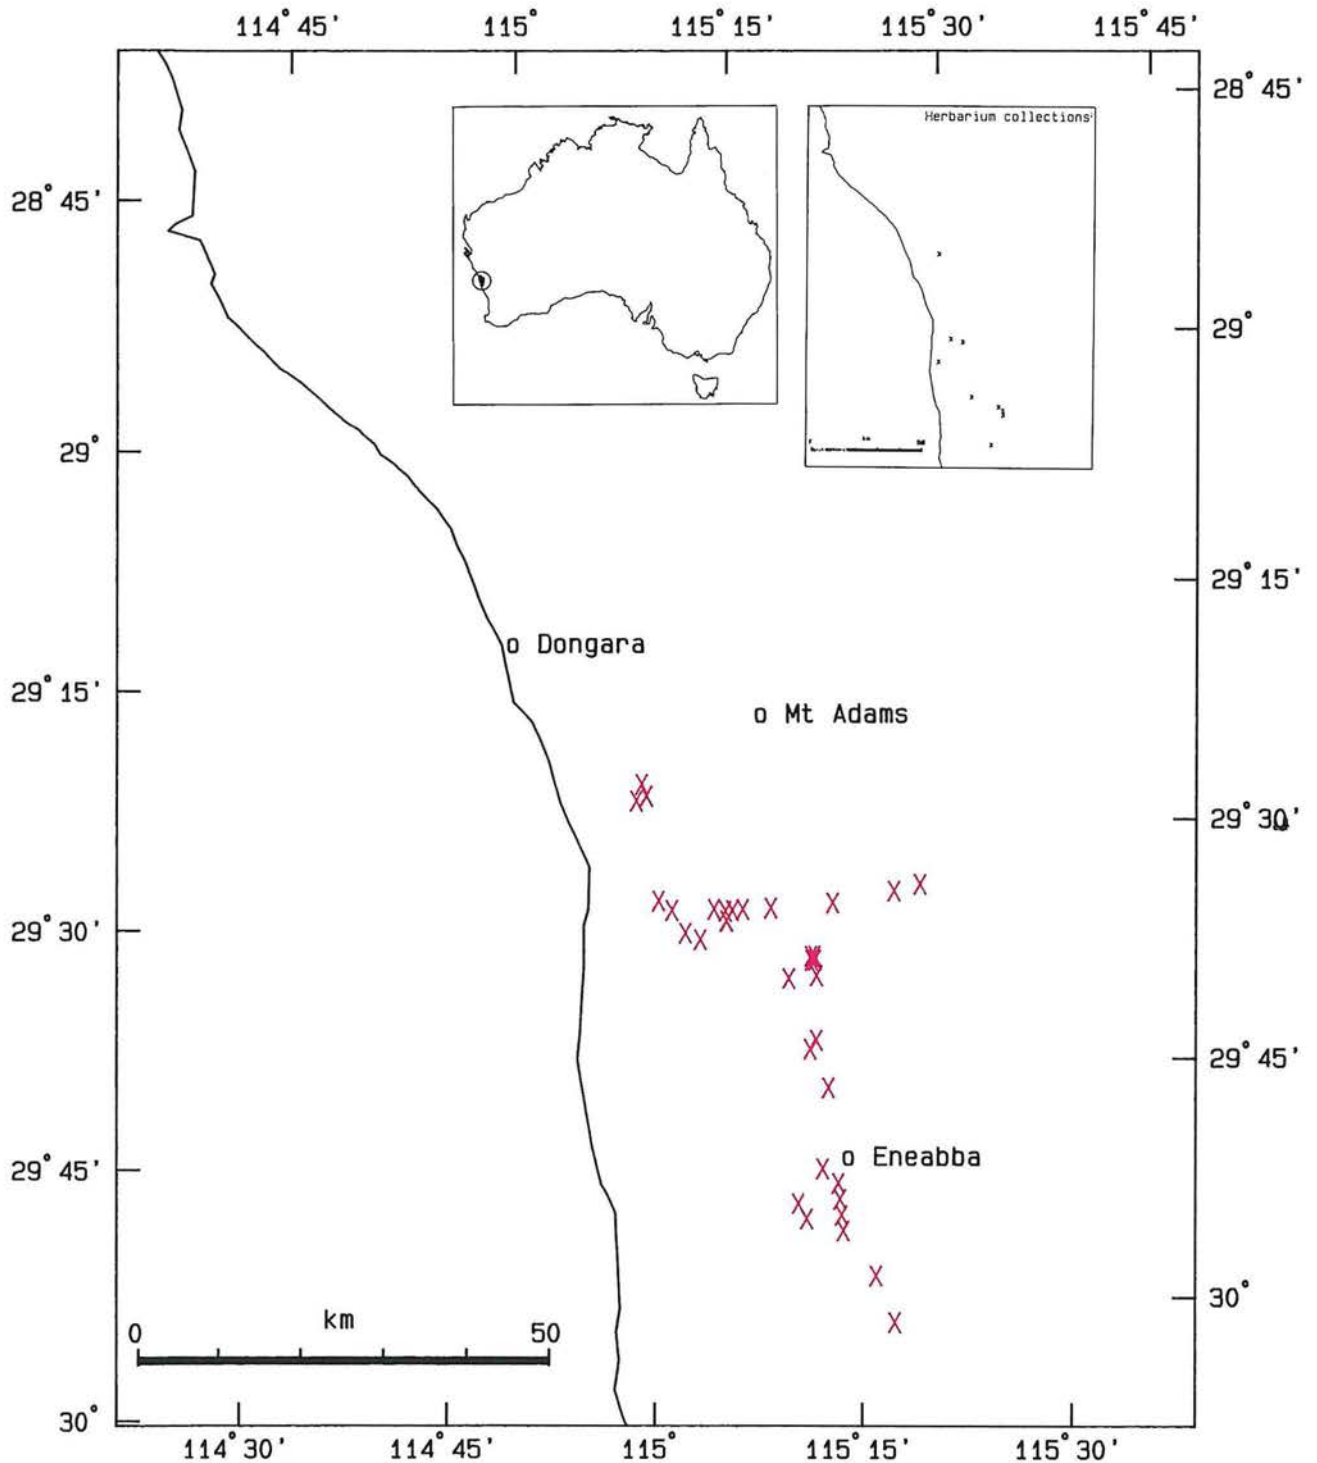 114° 45' 115° 115° 15' 115° 30' 115° 45'
28° 45'
Herbarium collections
28° 45'
29°
29°
29° 15'
o Dongara
29° 15'
o Mt Adams
29° 30'
29° 30'
29° 45'
29° 45'
o Eneabba
30°
km
0 50
30°
114° 30' 114° 45' 115° 115° 15' 115° 30'